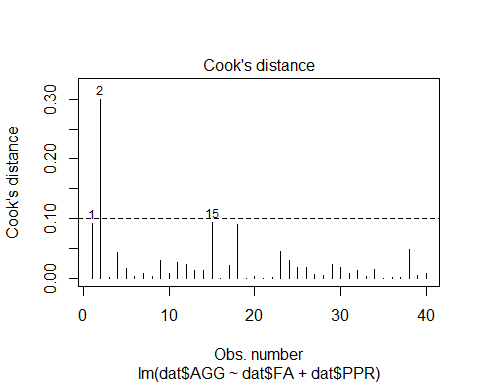 Cook's distance
Cook's distance
0.00 0.10 0.20 0.30
2
1
15
0 10 20 30 40
Obs. number
lm(dat$AGG ~ dat$FA + dat$PPR)